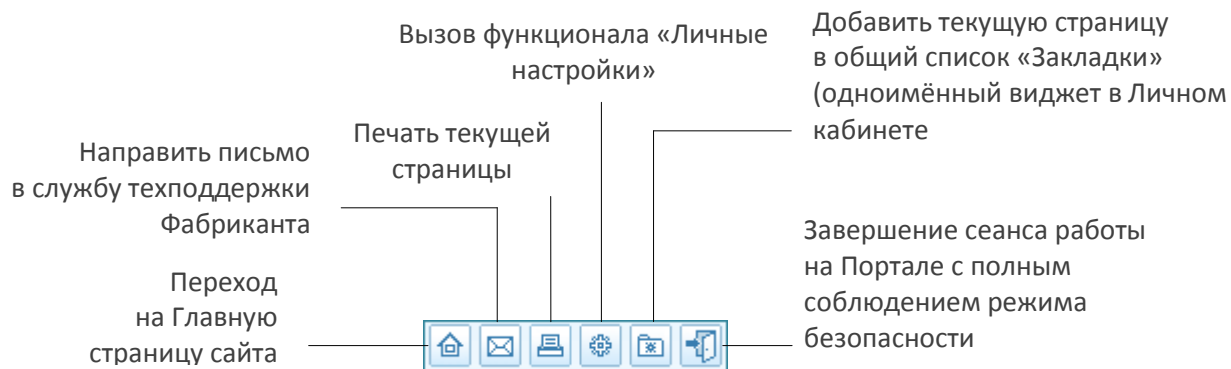 Вызов функционала «Личные
настройки»
Добавить текущую страницу
в общий список «Закладки»
(одноимённый виджет в Личном
кабинете
Печать текущей
страницы
Направить письмо
в службу техподдержки
Фабриканта
Переход
на Главную
страницу сайта
Завершение сеанса работы
на Портале с полным
соблюдением режима
безопасности